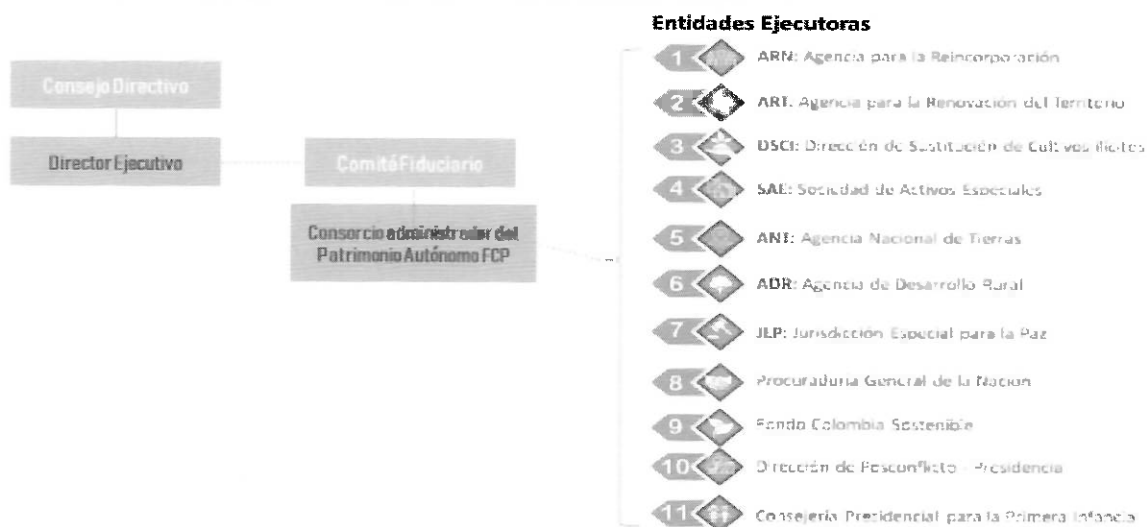 Entidades Ejecutoras
Consejo Directivo
Director Ejecutivo
Comité Fiduciario
Consorcio administrador del
Patrimonio Autónomo FCP
1 ARN: Agencia para la Reincorporación
2 ART: Agencia para la Renovación del Territorio
3 DSCI: Dirección de Sustitución de Cultivos Ilícitos
4 SAE: Sociedad de Activos Especiales
5 ANT: Agencia Nacional de Tierras
6 ADR: Agencia de Desarrollo Rural
7 JEP: Jurisdicción Especial para la Paz
8 Procuraduría General de la Nación
9 Fondo Colombia Sostenible
10 Dirección de Posconflicto - Presidencia
11 Consejería Presidencial para la Primera Infancia